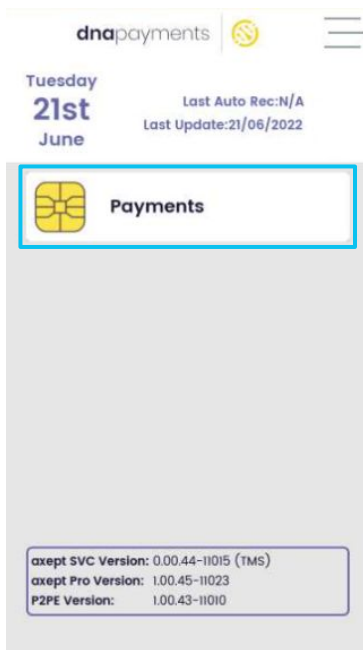 dnapayments
Tuesday
21st
June
Last Auto Rec:N/A
Last Update:21/06/2022
Payments
axept SVC Version: 0.00.44-11015 (TMS)
axept Pro Version: 1.00.45-11023
P2PE Version: 1.00.43-11010